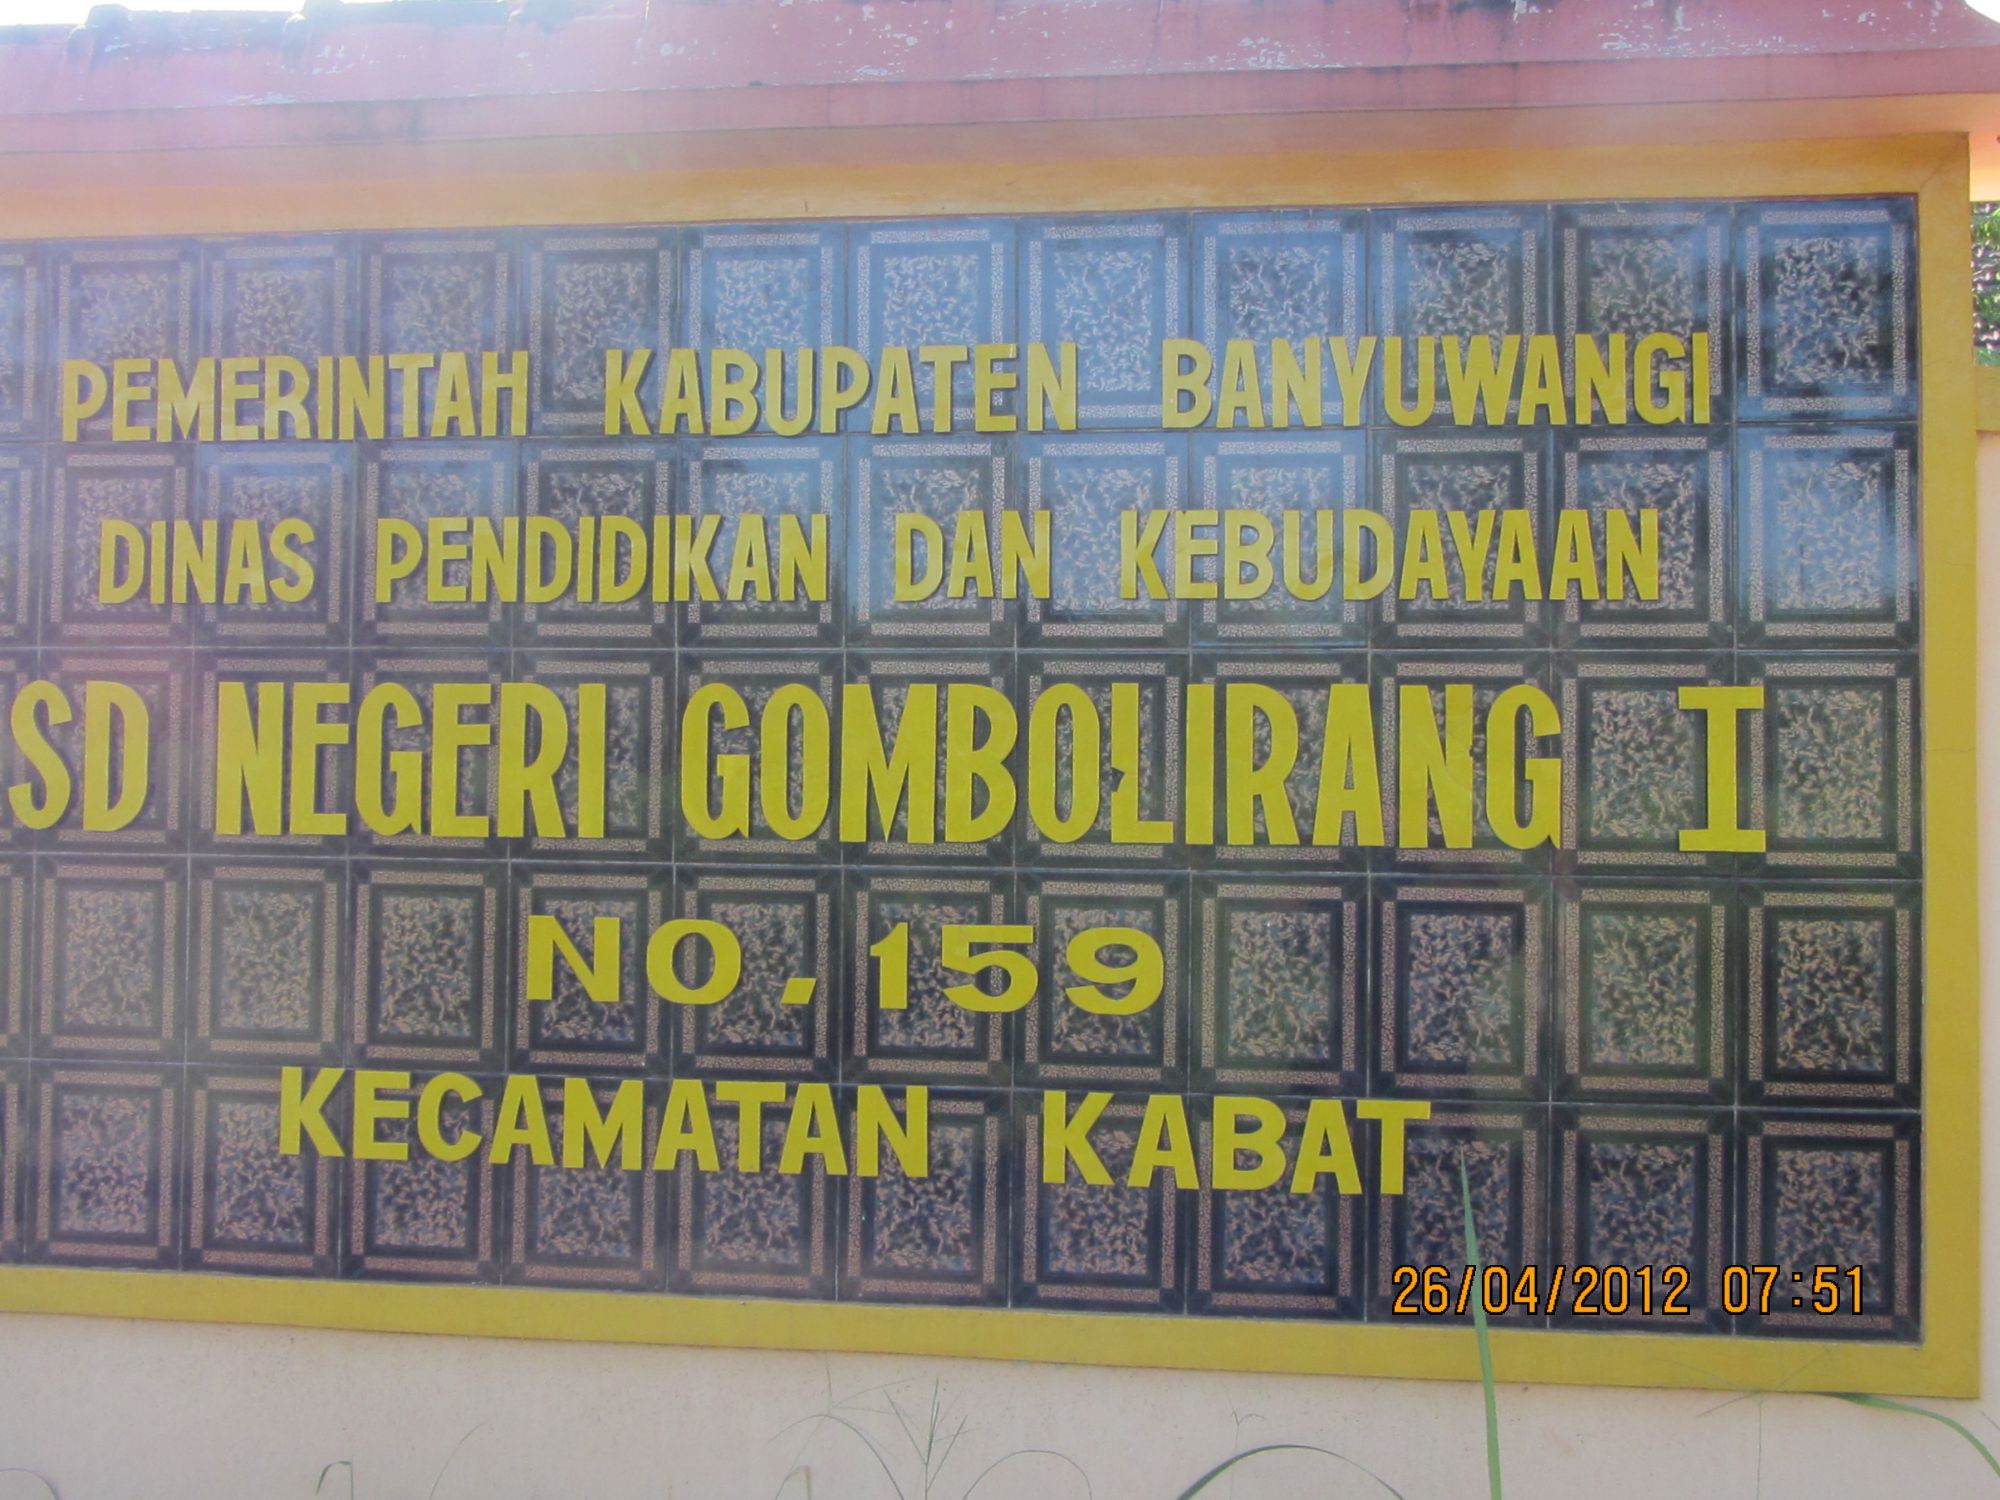 PEMERINTAH KABUPATEN BANYUWANGI
DINAS PENDIDIKAN DAN KEBUDAYAAN
SD NEGERI GOMBOLIRANG I
NO. 159
KECAMATAN KABAT
26/04/2012 07:51